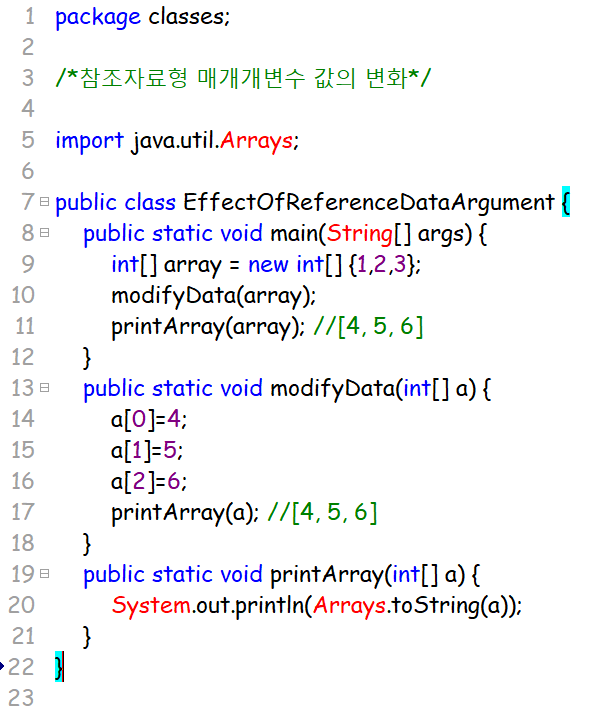 1 package classes;
2
3 /*참조자료형 매개개변수 값의 변화*/
4
5 import java.util.Arrays;
6
7 public class EffectOfReferenceDataArgument {
8 public static void main(String[] args) {
9 int[] array = new int[] {1,2,3};
10 modifyData(array);
11 printArray(array); //[4, 5, 6]
12 }
13 public static void modifyData(int[] a) {
14 a[0]=4;
15 a[1]=5;
16 a[2]=6;
17 printArray(a); //[4, 5, 6]
18 }
19 public static void printArray(int[] a) {
20 System.out.println(Arrays.toString(a));
21 }
22 }
23